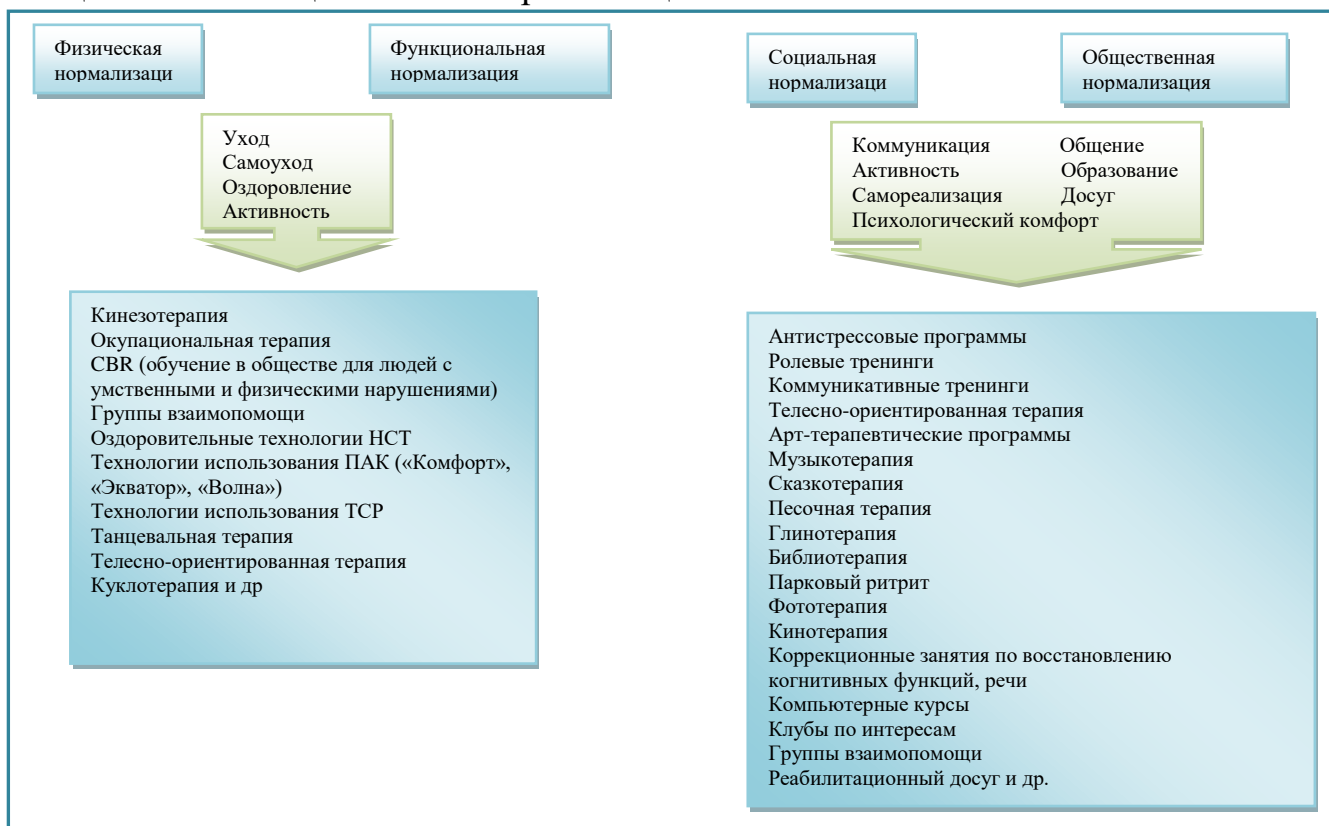 Физическая
нормализаци
Функциональная
нормализация
Социальная
нормализаци
Общественная
нормализация
Уход
Самоуход
Оздоровление
Активность
Коммуникация Общение
Активность Образование
Самореализация Досуг
Психологический комфорт
Кинезотерапия
Окупациональная терапия
CBR (обучение в обществе для людей с
умственными и физическими нарушениями)
Группы взаимопомощи
Оздоровительные технологии НСТ
Технологии использования ПАК («Комфорт»,
«Экватор», «Волна»)
Технологии использования ТСР
Танцевальная терапия
Телесно-ориентированная терапия
Куклотерапия и др
Антистрессовые программы
Ролевые тренинги
Коммуникативные тренинги
Телесно-ориентированная терапия
Арт-терапевтические программы
Музыкотерапия
Сказкотерапия
Песочная терапия
Глинотерапия
Библиотерапия
Парковый ритрит
Фототерапия
Кинотерапия
Коррекционные занятия по восстановлению
когнитивных функций, речи
Компьютерные курсы
Клубы по интересам
Группы взаимопомощи
Реабилитационный досуг и др.